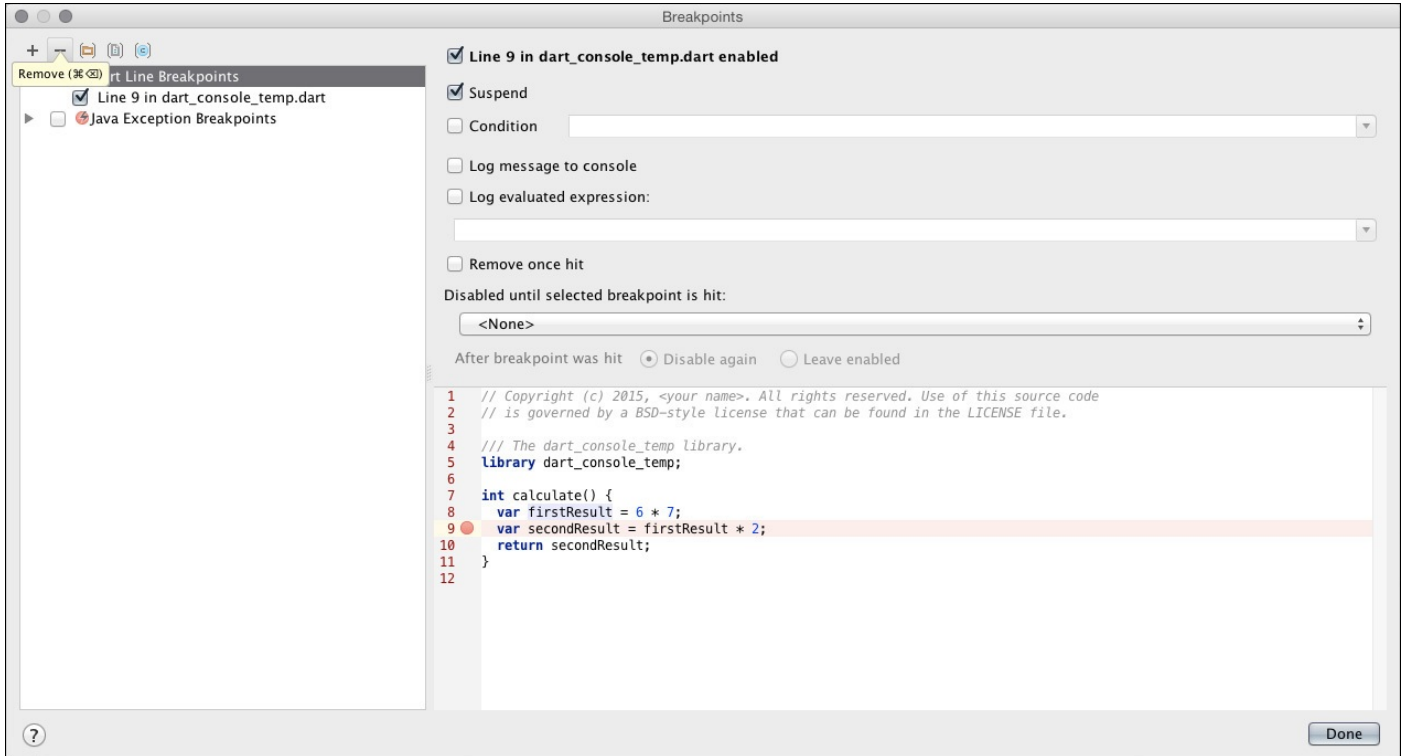 Breakpoints
Remove (⌘⌫) rt Line Breakpoints
Line 9 in dart_console_temp.dart
Java Exception Breakpoints
Line 9 in dart_console_temp.dart enabled
Suspend
Condition
Log message to console
Log evaluated expression:
Remove once hit
Disabled until selected breakpoint is hit:
<None>
After breakpoint was hit Disable again Leave enabled
1 // Copyright (c) 2015, <your name>. All rights reserved. Use of this source code
2 // is governed by a BSD-style license that can be found in the LICENSE file.
3
4 /// The dart_console_temp library.
5 library dart_console_temp;
6
7 int calculate() {
8 var firstResult = 6 * 7;
9 var secondResult = firstResult * 2;
10 return secondResult;
11 }
12
?
Done